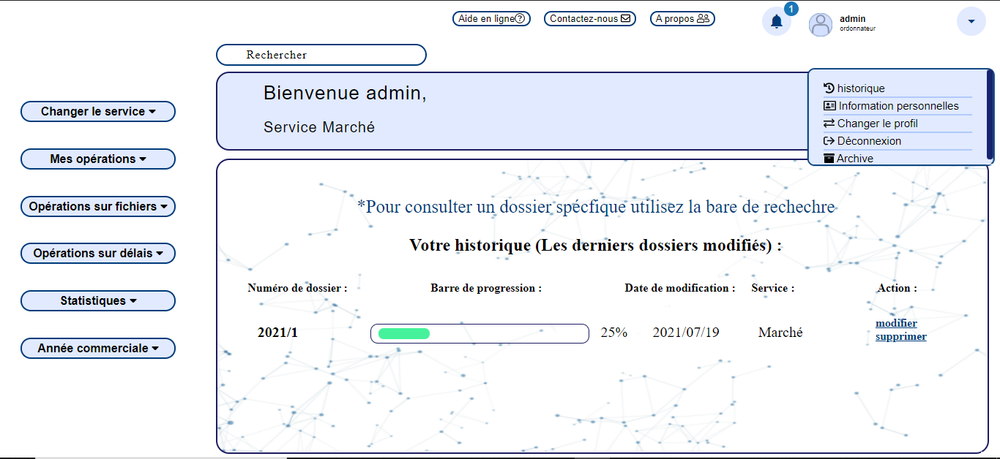 Aide en ligne
Contactez-nous
A propos
1
admin
ordonnateur
Rechercher
Bienvenue admin,
Service Marché
historique
Information personnelles
Changer le profil
Déconnexion
Archive
Changer le service
Mes opérations
Opérations sur fichiers
Opérations sur délais
Statistiques
Année commerciale
*Pour consulter un dossier spécfique utilisez la bare de rechechre
Votre historique (Les derniers dossiers modifiés) :
Numéro de dossier : Barre de progression : Date de modification : Service : Action :
2021/1 25% 2021/07/19 Marché modifier
supprimer